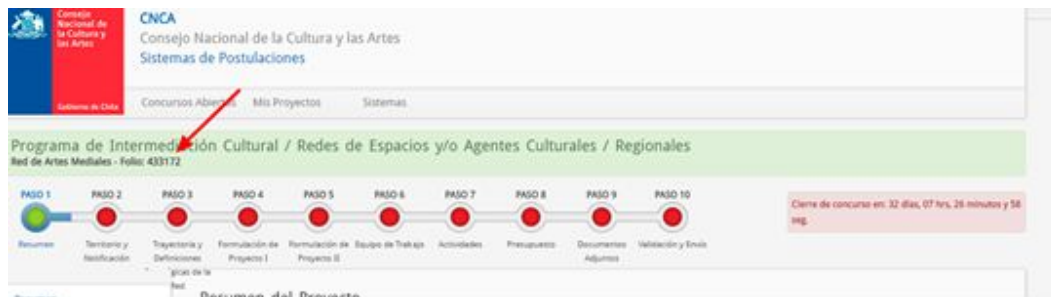 Consejo
Nacional de
la Cultura y
las Artes
Gobierno de Chile
CNCA
Consejo Nacional de la Cultura y las Artes
Sistemas de Postulaciones
Concursos Abiertos Mis Proyectos Sistemas
Programa de Intermediación Cultural / Redes de Espacios y/o Agentes Culturales / Regionales
Red de Artes Mediales - Folio: 433172
PASO 1 PASO 2 PASO 3 PASO 4 PASO 5 PASO 6 PASO 7 PASO 8 PASO 9 PASO 10
Cierre de concurso en: 32 días, 07 hrs, 26 minutos y 58
seg.
Resumen Territorio y Trayectoria y Formulación de Formulación de Equipo de Trabajo Actividades Presupuesto Documentos Validación y Envío
Notificación Definiciones Proyecto I Proyecto II Adjuntos
gicas de la
Red
Resumen del Proyecto